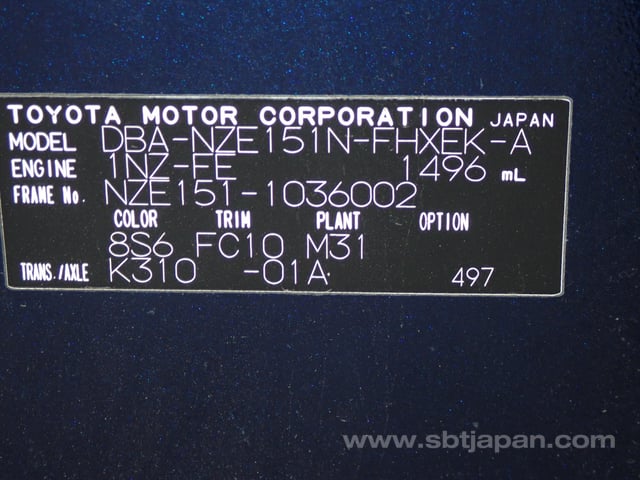 TOYOTA MOTOR CORPORATION JAPAN
MODEL DBA-NZE151N-FHXEK-A
ENGINE 1NZ-FE 1496 mL
FRAME No. NZE151-1036002
COLOR TRIM PLANT OPTION
8S6 FC10 M31
TRANS./AXLE K310 -01A 497
www.sbtjapan.com